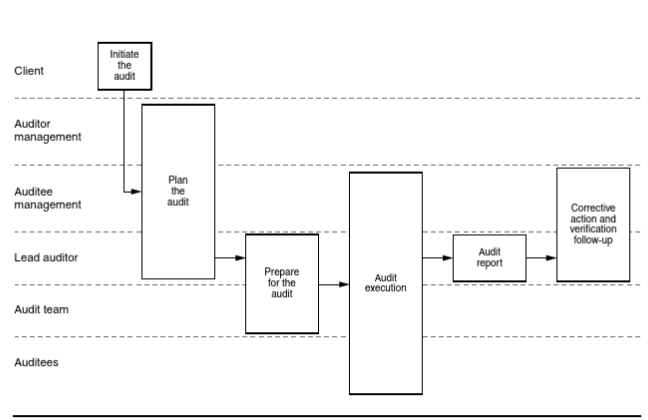 Initiate
the
audit
Client
Auditor
management
Plan
the
audit
Auditee
management
Corrective
action and
verification
follow-up
Lead auditor
Prepare
for the
audit
Audit
execution
Audit
report
Audit team
Auditees